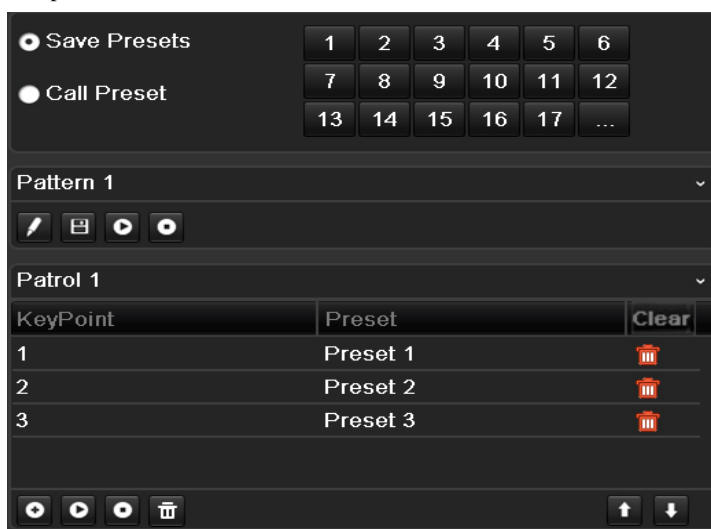 Save Presets
1 2 3 4 5 6
Call Preset
7 8 9 10 11 12
13 14 15 16 17 ...
Pattern 1
Patrol 1
KeyPoint Preset Clear
1 Preset 1
2 Preset 2
3 Preset 3